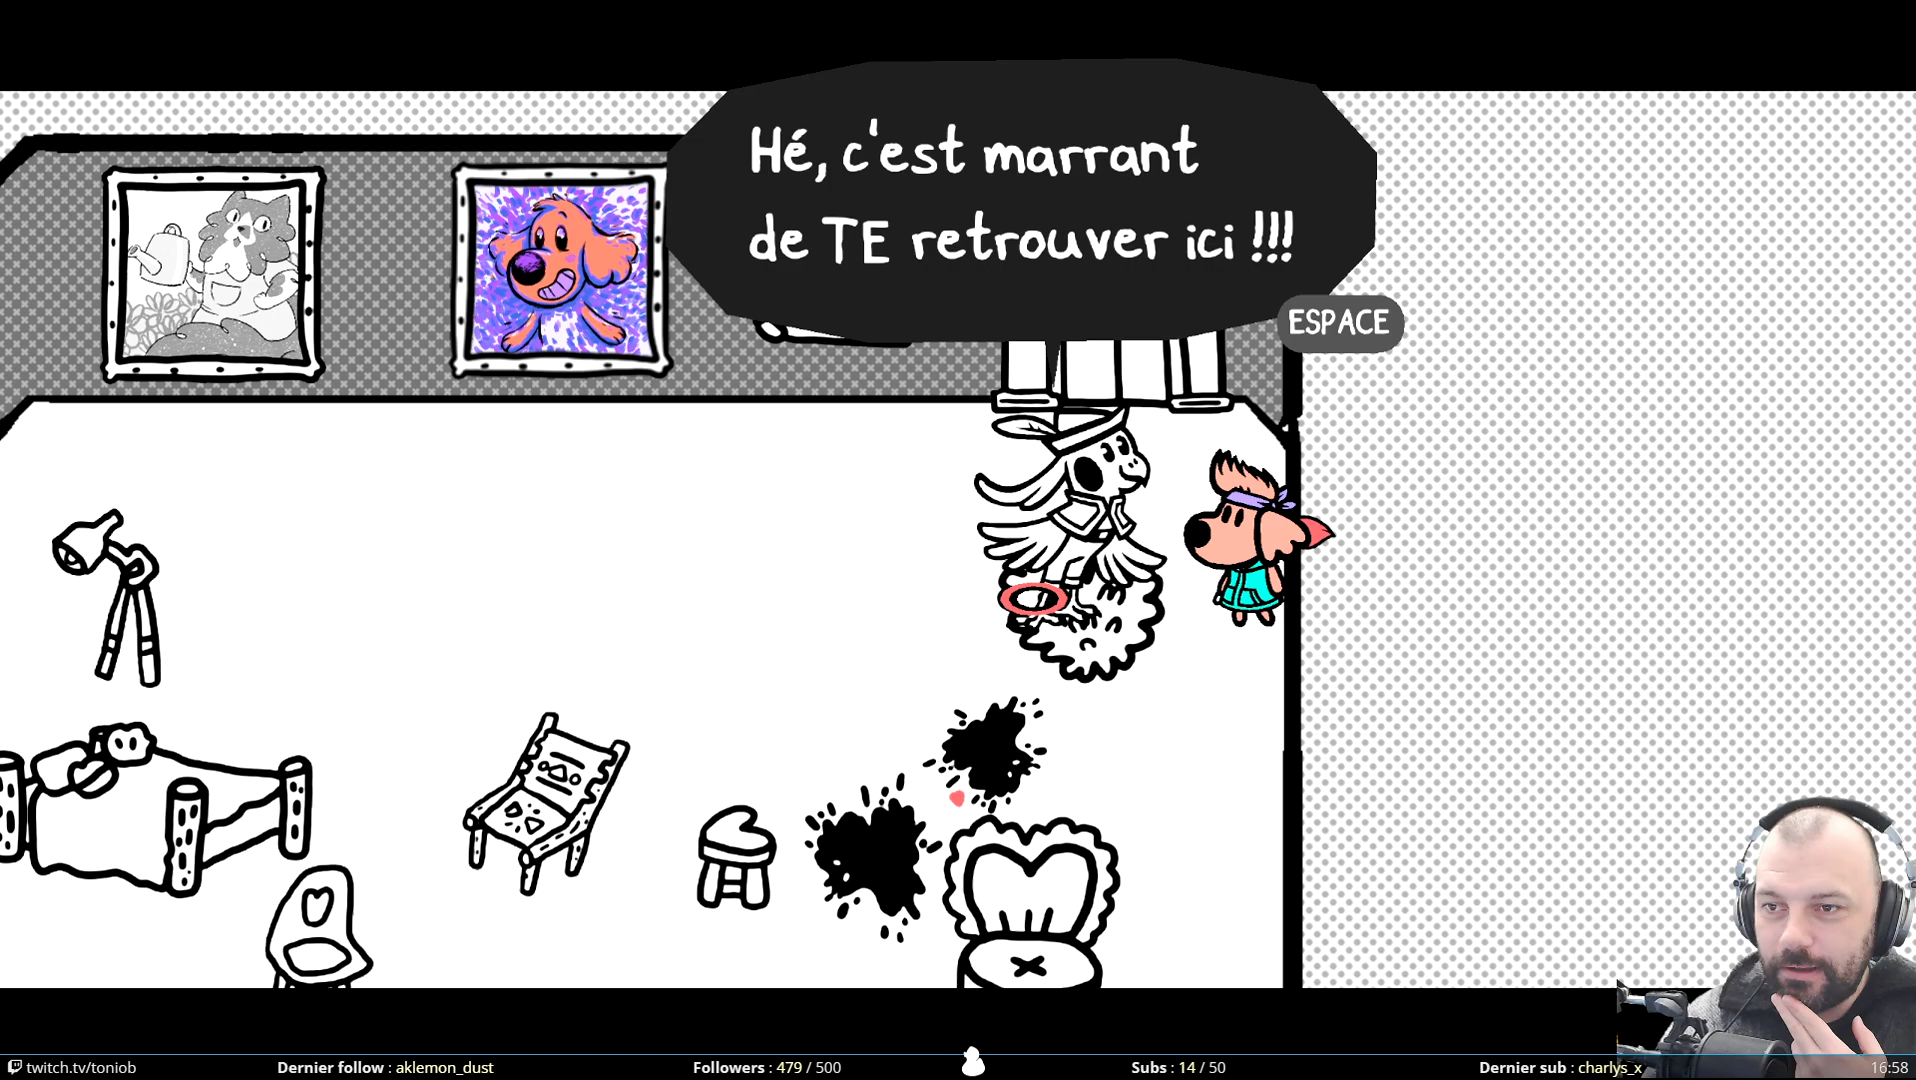 Hé, c'est marrant
de TE retrouver ici !!!
ESPACE
twitch.tv/toniob
Dernier follow : aklemon_dust
Followers : 479 / 500
Subs : 14 / 50
Dernier sub : charlys_x
16:58